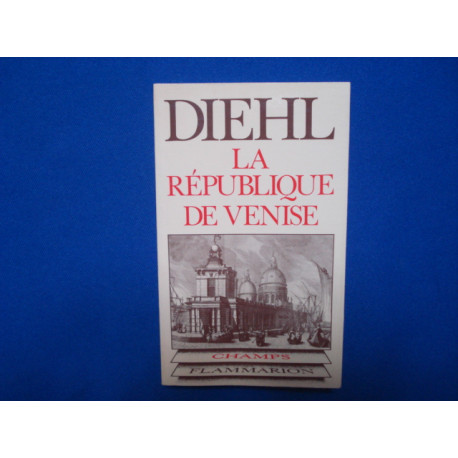 DIEHL
LA
RÉPUBLIQUE
DE VENISE
CHAMPS
FLAMMARION